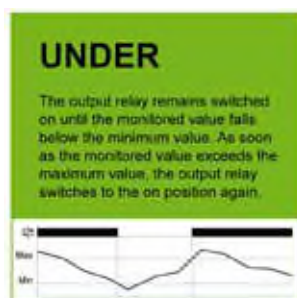 UNDER
The output relay remains switched
on until the monitored value falls
below the minimum value. As soon
as the monitored value exceeds the
maximum value, the output relay
switches to the on position again.
Max
Min